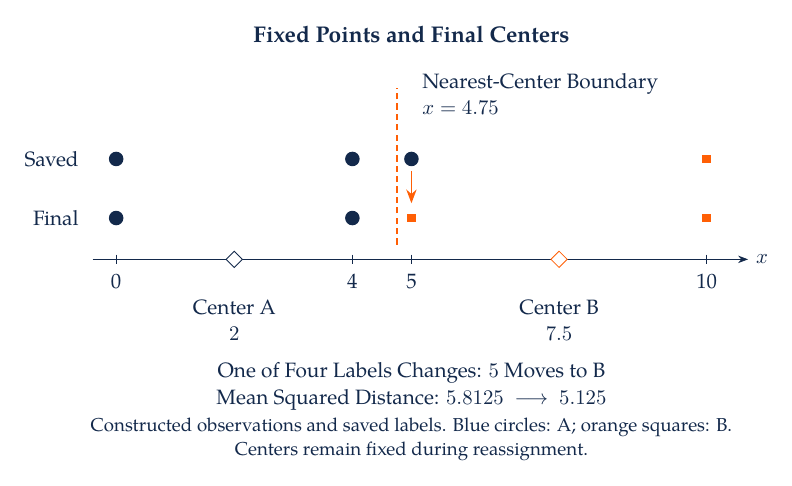 Fixed Points and Final Centers
Nearest-Center Boundary
x = 4.75
Saved
Final
x
0
4
5
10
Center A
2
Center B
7.5
One of Four Labels Changes: 5 Moves to B
Mean Squared Distance: 5.8125 ⟶ 5.125
Constructed observations and saved labels. Blue circles: A; orange squares: B.
Centers remain fixed during reassignment.